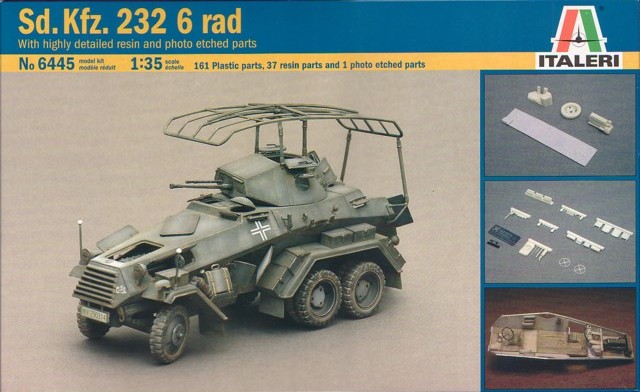 Sd.Kfz. 232 6 rad
With highly detailed resin and photo etched parts
No 6445 model kit modèle réduit 1:35 scale échelle 161 Plastic parts, 37 resin parts and 1 photo etched parts
ITALERI